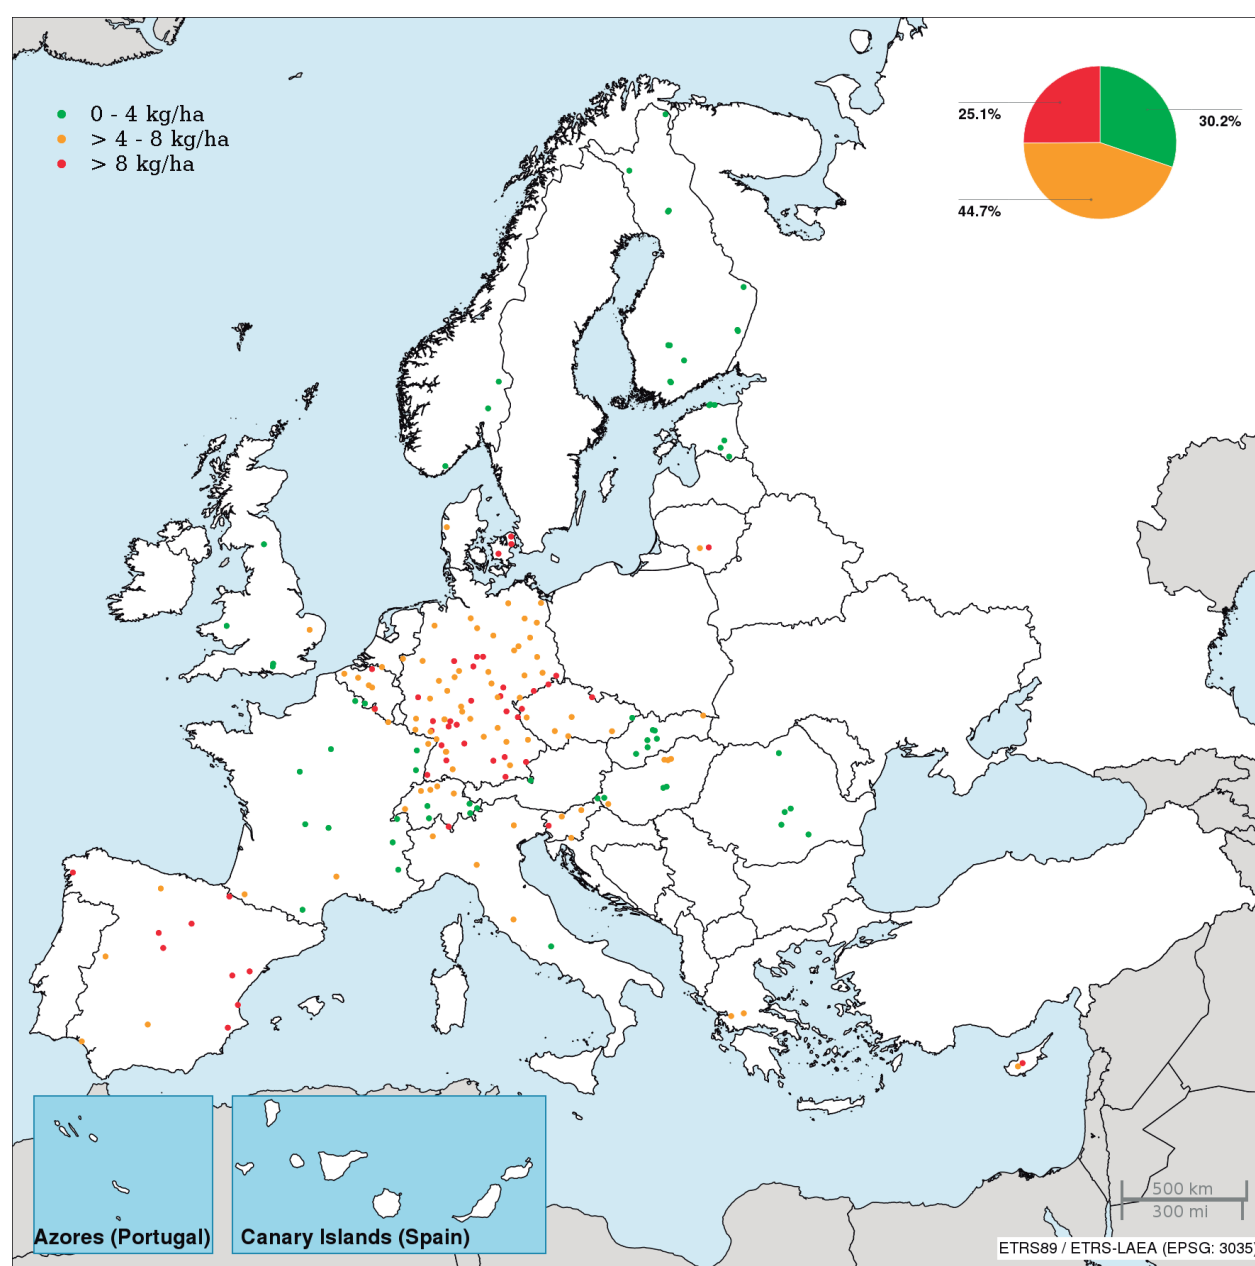 0 - 4 kg/ha
> 4 - 8 kg/ha
> 8 kg/ha
25.1%
30.2%
44.7%
500 km
300 mi
Azores (Portugal)
Canary Islands (Spain)
ETRS89 / ETRS-LAEA (EPSG: 3035)